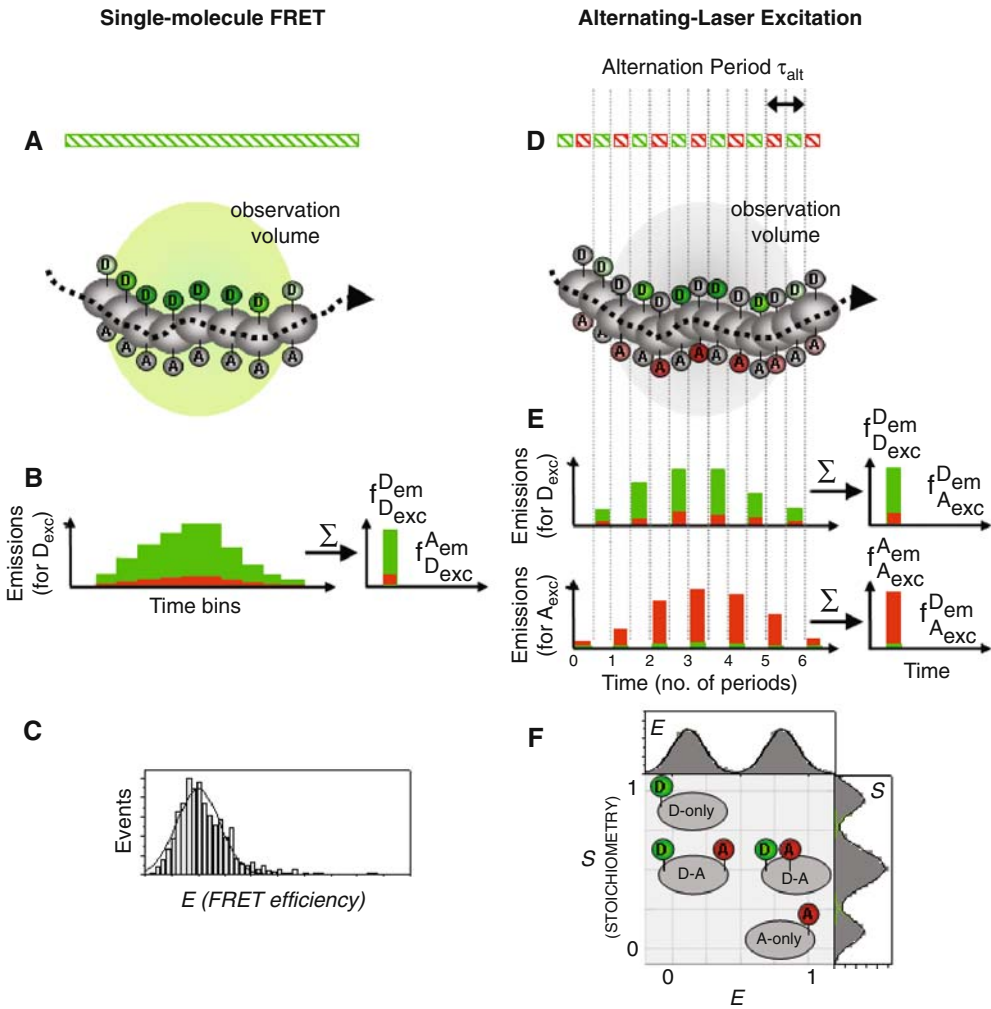 Single-molecule FRET
Alternating-Laser Excitation
Alternation Period τalt
A
observation
volume
D D D D D D D D
A A A A A A A A
D
observation
volume
D D D D D D D D D D D D D
A A A A A A A A A A A A A
B
Emissions
(for Dexc)
Time bins
Σ
fDemDexc
fAemDexc
E
Emissions
(for Dexc)
Σ
fDemDexc
fDemAexc
Emissions
(for Aexc)
0 1 2 3 4 5 6
Time (no. of periods)
Σ
fAemAexc
fDemAexc
Time
C
Events
E (FRET efficiency)
F
E
S
1
0
S
(STOICHIOMETRY)
D
D-only
D A
D-A
D A
D-A
A
A-only
0 1
E